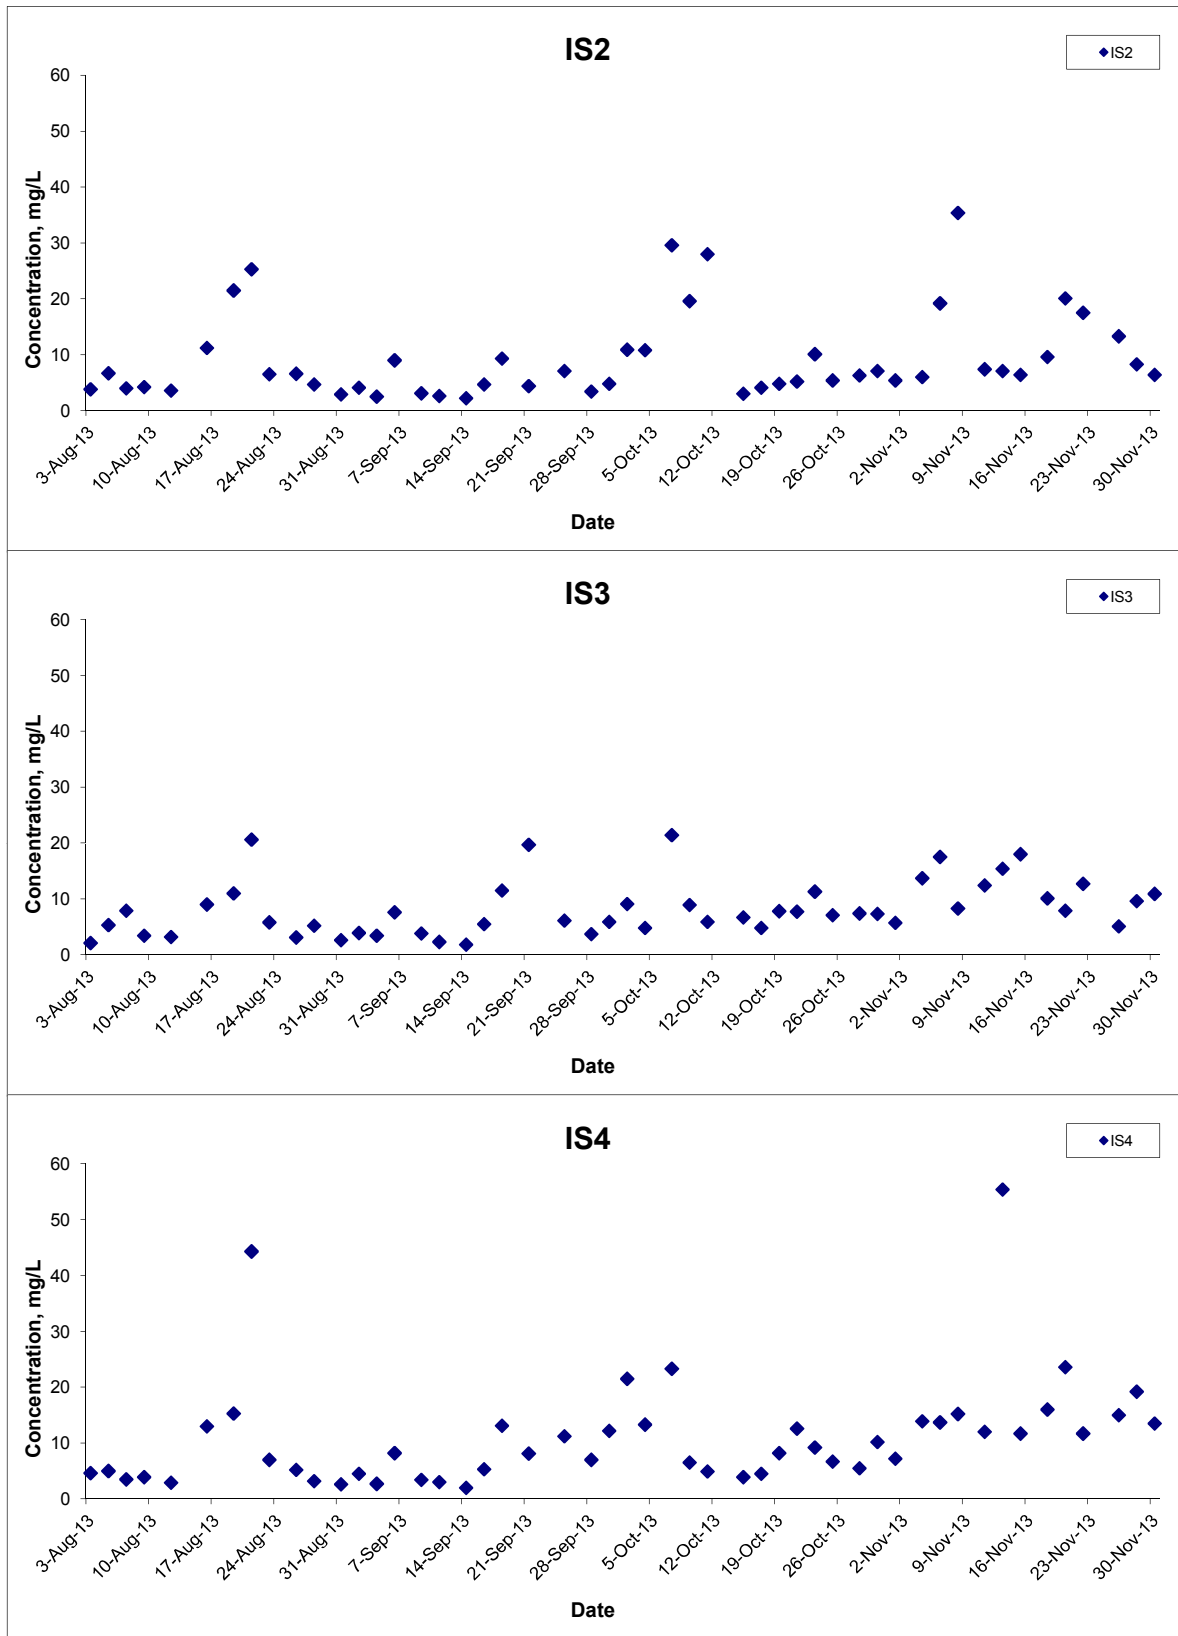 IS2
IS2
Concentration, mg/L
60
50
40
30
20
10
0
3-Aug-13
10-Aug-13
17-Aug-13
24-Aug-13
31-Aug-13
7-Sep-13
14-Sep-13
21-Sep-13
28-Sep-13
5-Oct-13
12-Oct-13
19-Oct-13
26-Oct-13
2-Nov-13
9-Nov-13
16-Nov-13
23-Nov-13
30-Nov-13
Date
IS3
IS3
Concentration, mg/L
60
50
40
30
20
10
0
3-Aug-13
10-Aug-13
17-Aug-13
24-Aug-13
31-Aug-13
7-Sep-13
14-Sep-13
21-Sep-13
28-Sep-13
5-Oct-13
12-Oct-13
19-Oct-13
26-Oct-13
2-Nov-13
9-Nov-13
16-Nov-13
23-Nov-13
30-Nov-13
Date
IS4
IS4
Concentration, mg/L
60
50
40
30
20
10
0
3-Aug-13
10-Aug-13
17-Aug-13
24-Aug-13
31-Aug-13
7-Sep-13
14-Sep-13
21-Sep-13
28-Sep-13
5-Oct-13
12-Oct-13
19-Oct-13
26-Oct-13
2-Nov-13
9-Nov-13
16-Nov-13
23-Nov-13
30-Nov-13
Date